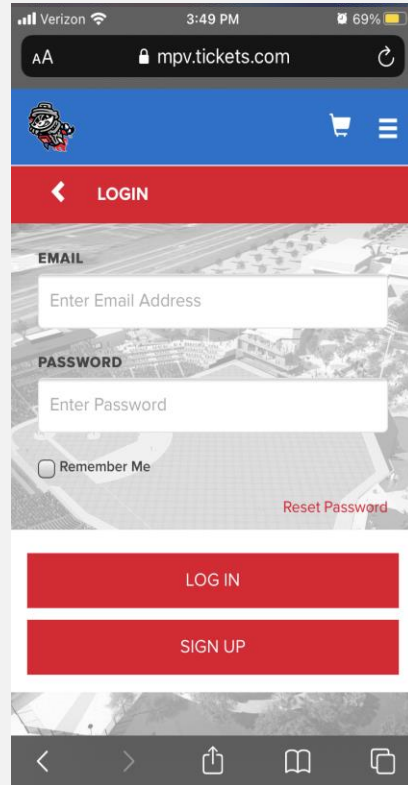 Verizon 3:49 PM 69%
AA mpv.tickets.com
LOGIN
EMAIL
Enter Email Address
PASSWORD
Enter Password
Remember Me
Reset Password
LOG IN
SIGN UP